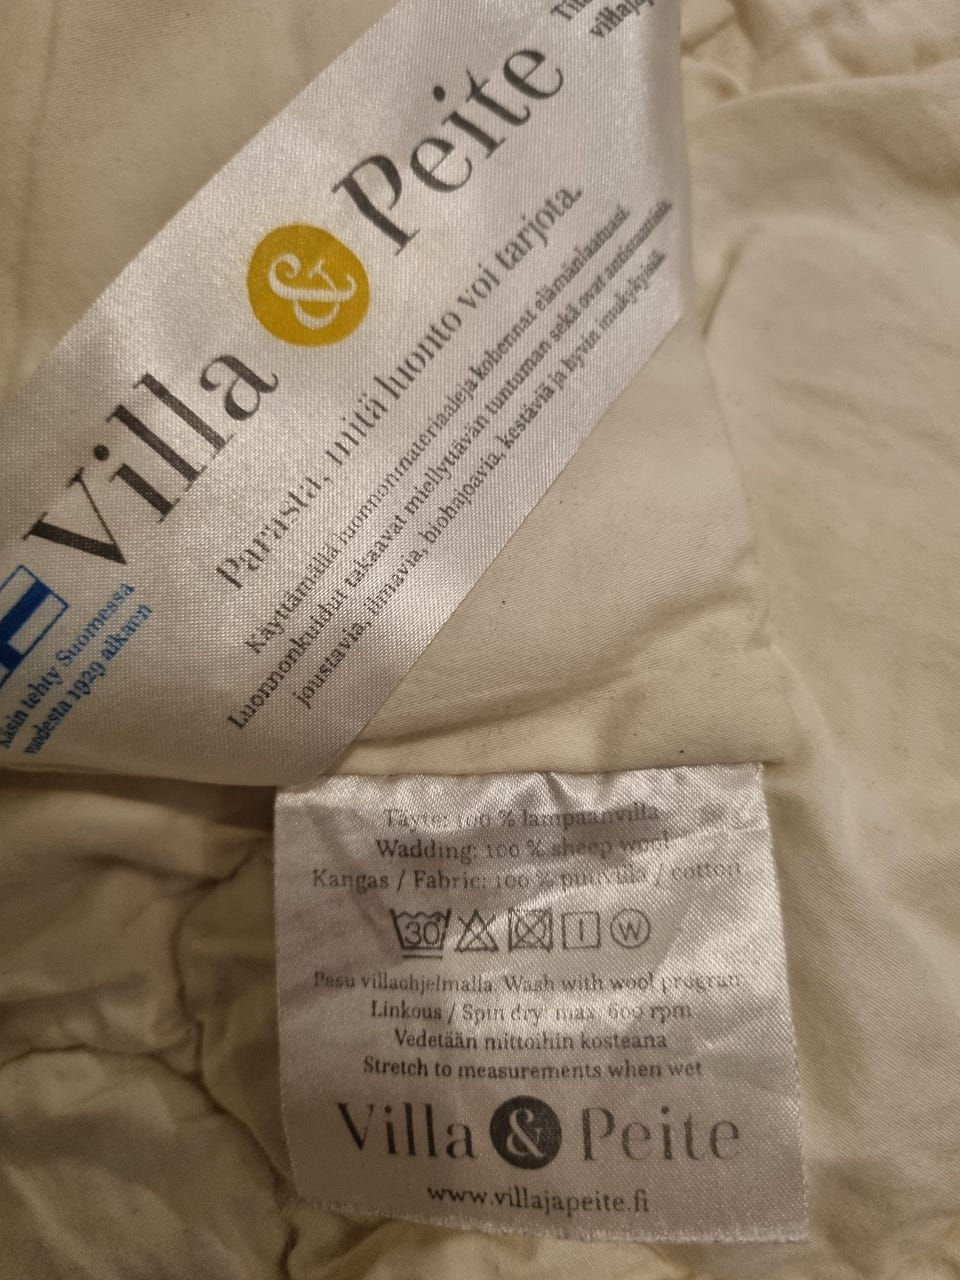 Villa & Peite
Parasta, mitä luonto voi tarjota.
Käyttämällä luonnonmateriaaleja kohennat elämänlaatuasi.
Luonnonkuidut takaavat miellyttävän tuntuman sekä ovat antistaattisia,
joustavia, ilmavia, biohajoavia, kestäviä ja hyvin imukykyisiä.
Käsin tehty Suomessa
vuodesta 1929 alkaen
Täyte: 100 % lampaanvilla
Wadding: 100 % sheep wool
Kangas / Fabric: 100 % puuvilla / cotton
30 W
Pesu villaohjelmalla. Wash with wool program.
Linkous / Spin dry max. 600 rpm
Vedetään mittoihin kosteana
Stretch to measurements when wet
Villa & Peite
www.villajapeite.fi